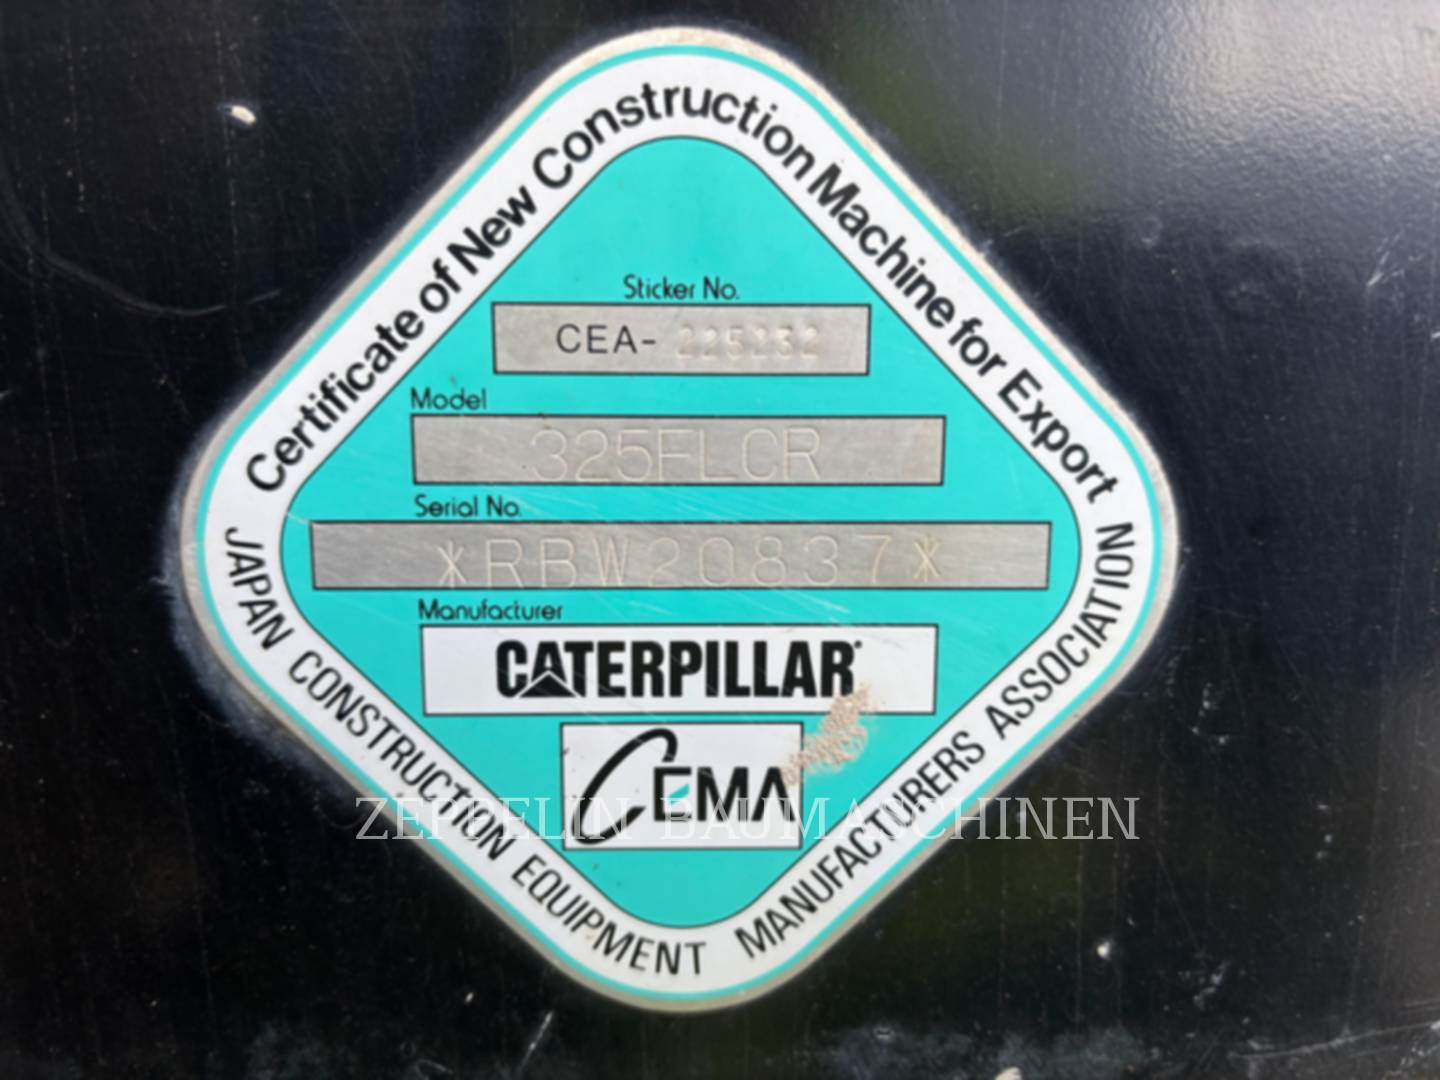 Certificate of New Construction Machine for Export
Sticker No.
CEA-225232
Model
325FLCR
Serial No.
*RBW20837*
Manufacturer
CATERPILLAR
CEMA
JAPAN CONSTRUCTION EQUIPMENT MANUFACTURERS ASSOCIATION
ZEPPELIN BAUMASCHINEN